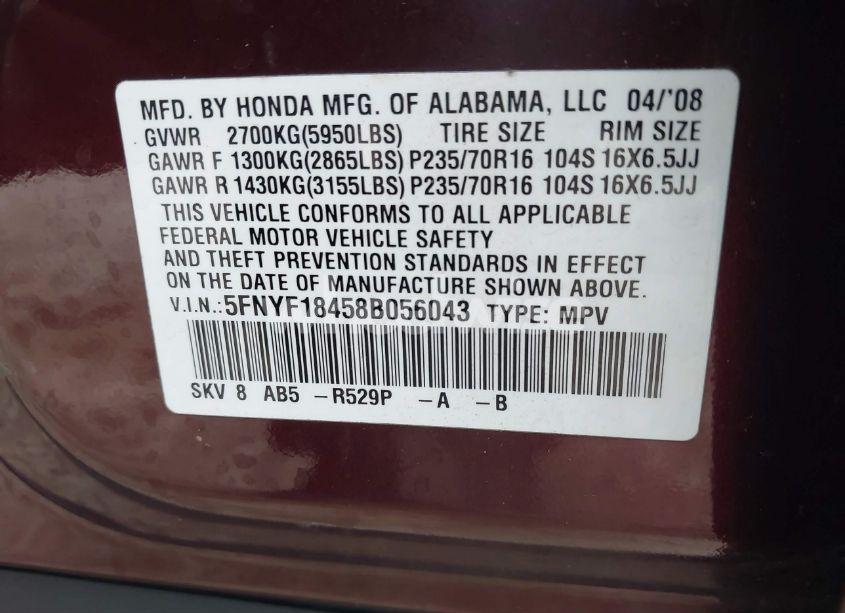 MFD. BY HONDA MFG. OF ALABAMA, LLC 04/'08
GVWR 2700KG(5950LBS) TIRE SIZE RIM SIZE
GAWR F 1300KG(2865LBS) P235/70R16 104S 16X6.5JJ
GAWR R 1430KG(3155LBS) P235/70R16 104S 16X6.5JJ
THIS VEHICLE CONFORMS TO ALL APPLICABLE
FEDERAL MOTOR VEHICLE SAFETY
AND THEFT PREVENTION STANDARDS IN EFFECT
ON THE DATE OF MANUFACTURE SHOWN ABOVE.
V.I.N.:5FNYF18458B056043 TYPE: MPV
SKV 8 AB5 -R529P -A -B